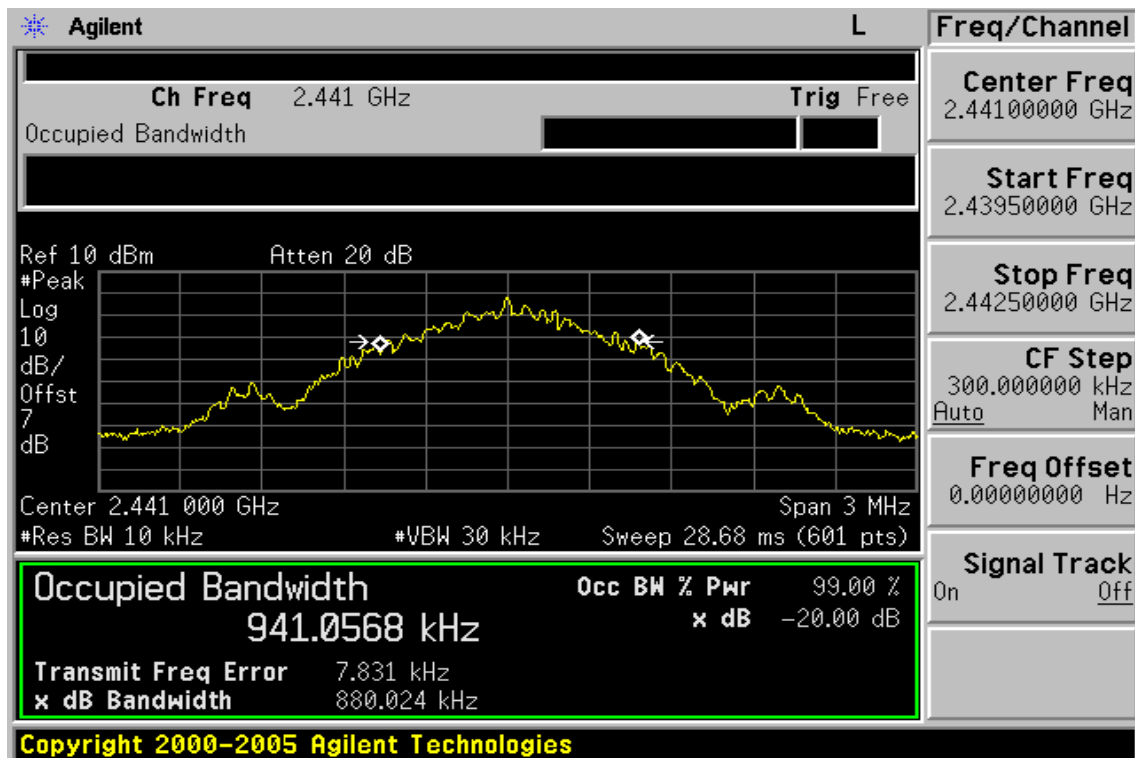 Agilent L
Ch Freq 2.441 GHz Trig Free
Occupied Bandwidth
Ref 10 dBm Atten 20 dB
#Peak
Log
10
dB/
Offst
7
dB
Center 2.441 000 GHz Span 3 MHz
#Res BW 10 kHz #VBW 30 kHz Sweep 28.68 ms (601 pts)
Occupied Bandwidth Occ BW % Pwr 99.00 %
941.0568 kHz x dB -20.00 dB
Transmit Freq Error 7.831 kHz
x dB Bandwidth 880.024 kHz
Copyright 2000-2005 Agilent Technologies
Freq/Channel
Center Freq
2.44100000 GHz
Start Freq
2.43950000 GHz
Stop Freq
2.44250000 GHz
CF Step
300.000000 kHz
Auto Man
Freq Offset
0.00000000 Hz
Signal Track
On Off